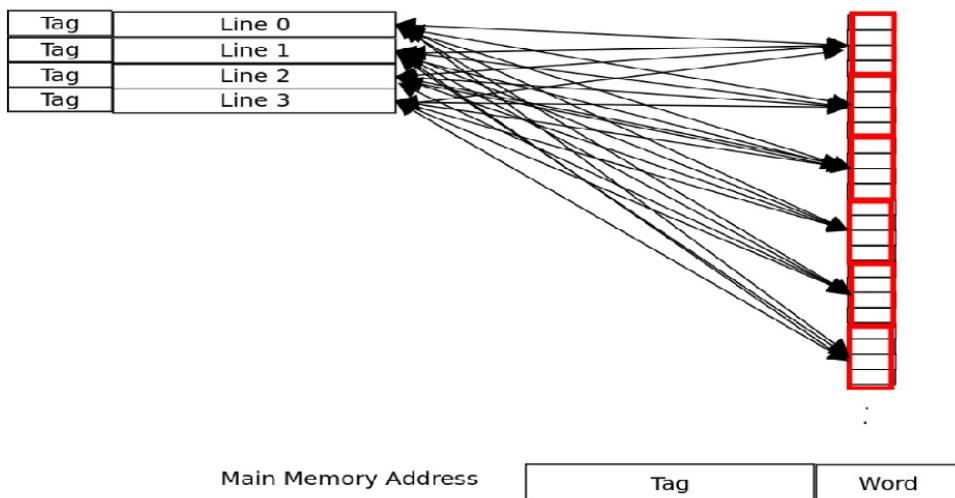 Tag Line 0
Tag Line 1
Tag Line 2
Tag Line 3
Main Memory Address Tag Word